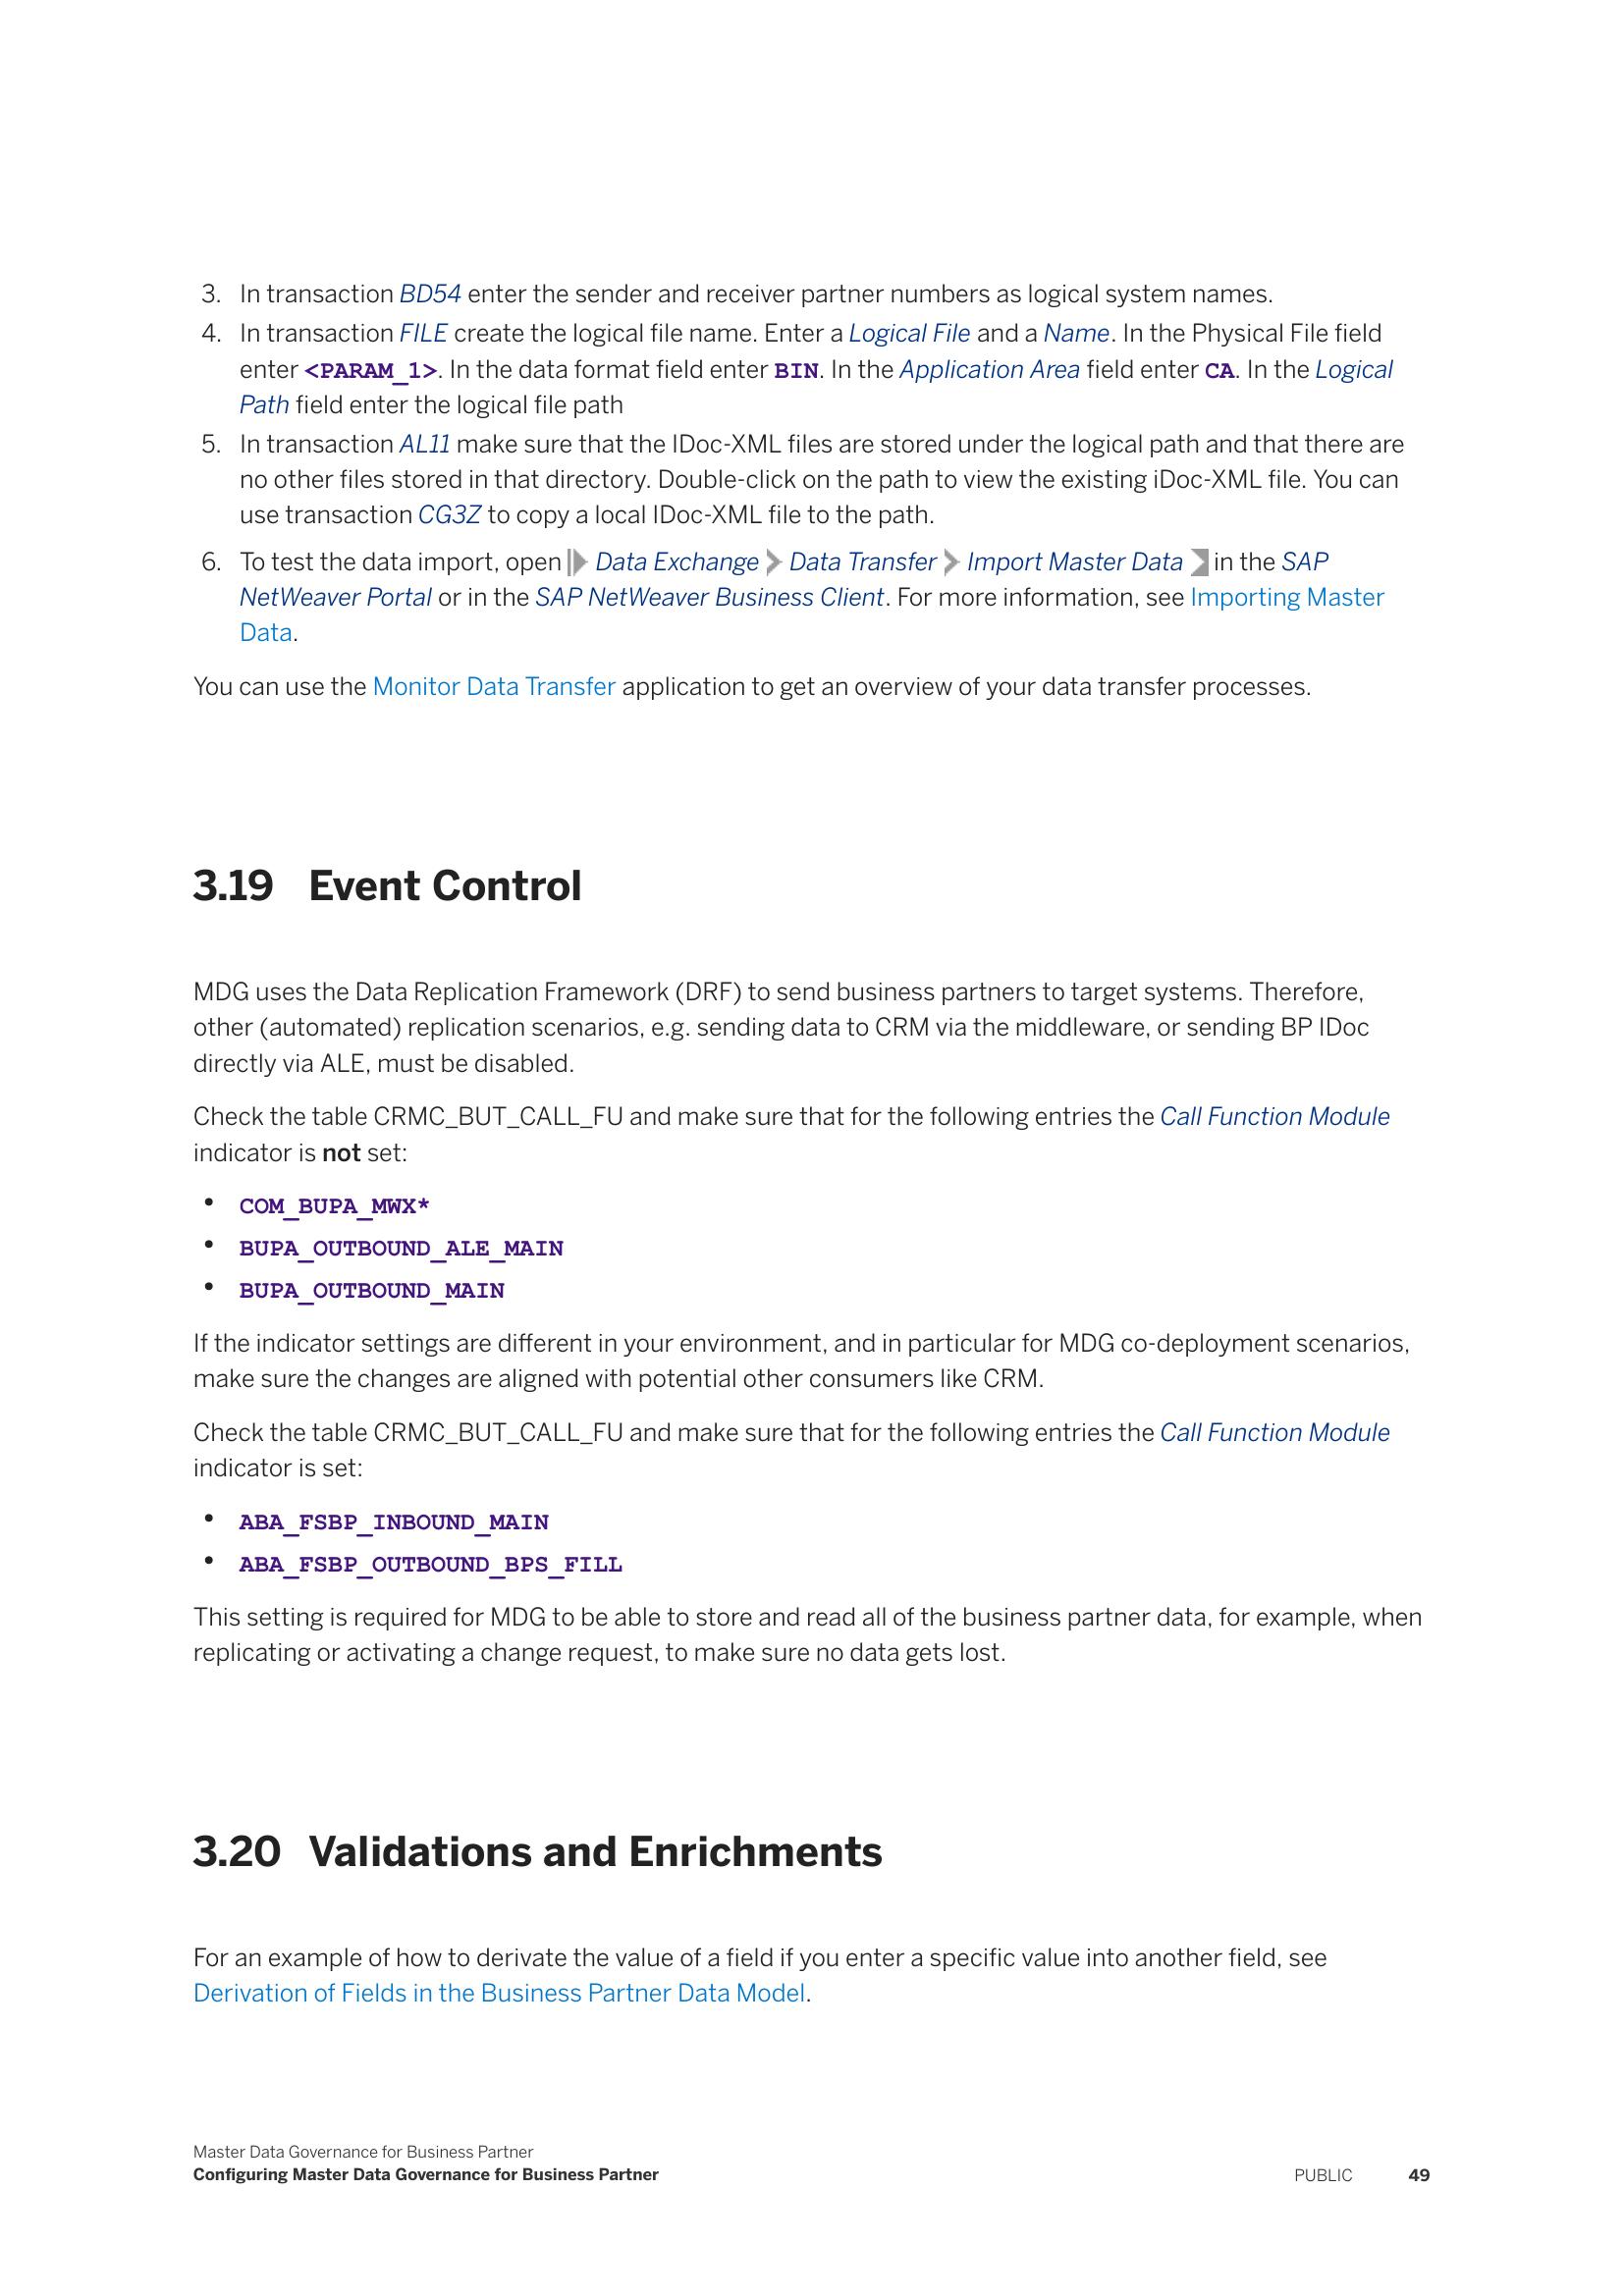 3. In transaction BD54 enter the sender and receiver partner numbers as logical system names.
4. In transaction FILE create the logical file name. Enter a Logical File and a Name. In the Physical File field
enter <PARAM_1>. In the data format field enter BIN. In the Application Area field enter CA. In the Logical
Path field enter the logical file path
5. In transaction AL11 make sure that the IDoc-XML files are stored under the logical path and that there are
no other files stored in that directory. Double-click on the path to view the existing iDoc-XML file. You can
use transaction CG3Z to copy a local IDoc-XML file to the path.
6. To test the data import, open Data Exchange Data Transfer Import Master Data in the SAP
NetWeaver Portal or in the SAP NetWeaver Business Client. For more information, see Importing Master
Data.
You can use the Monitor Data Transfer application to get an overview of your data transfer processes.
3.19 Event Control
MDG uses the Data Replication Framework (DRF) to send business partners to target systems. Therefore,
other (automated) replication scenarios, e.g. sending data to CRM via the middleware, or sending BP IDoc
directly via ALE, must be disabled.
Check the table CRMC_BUT_CALL_FU and make sure that for the following entries the Call Function Module
indicator is not set:
• COM_BUPA_MWX*
• BUPA_OUTBOUND_ALE_MAIN
• BUPA_OUTBOUND_MAIN
If the indicator settings are different in your environment, and in particular for MDG co-deployment scenarios,
make sure the changes are aligned with potential other consumers like CRM.
Check the table CRMC_BUT_CALL_FU and make sure that for the following entries the Call Function Module
indicator is set:
• ABA_FSBP_INBOUND_MAIN
• ABA_FSBP_OUTBOUND_BPS_FILL
This setting is required for MDG to be able to store and read all of the business partner data, for example, when
replicating or activating a change request, to make sure no data gets lost.
3.20 Validations and Enrichments
For an example of how to derivate the value of a field if you enter a specific value into another field, see
Derivation of Fields in the Business Partner Data Model.
Master Data Governance for Business Partner
Configuring Master Data Governance for Business Partner PUBLIC 49